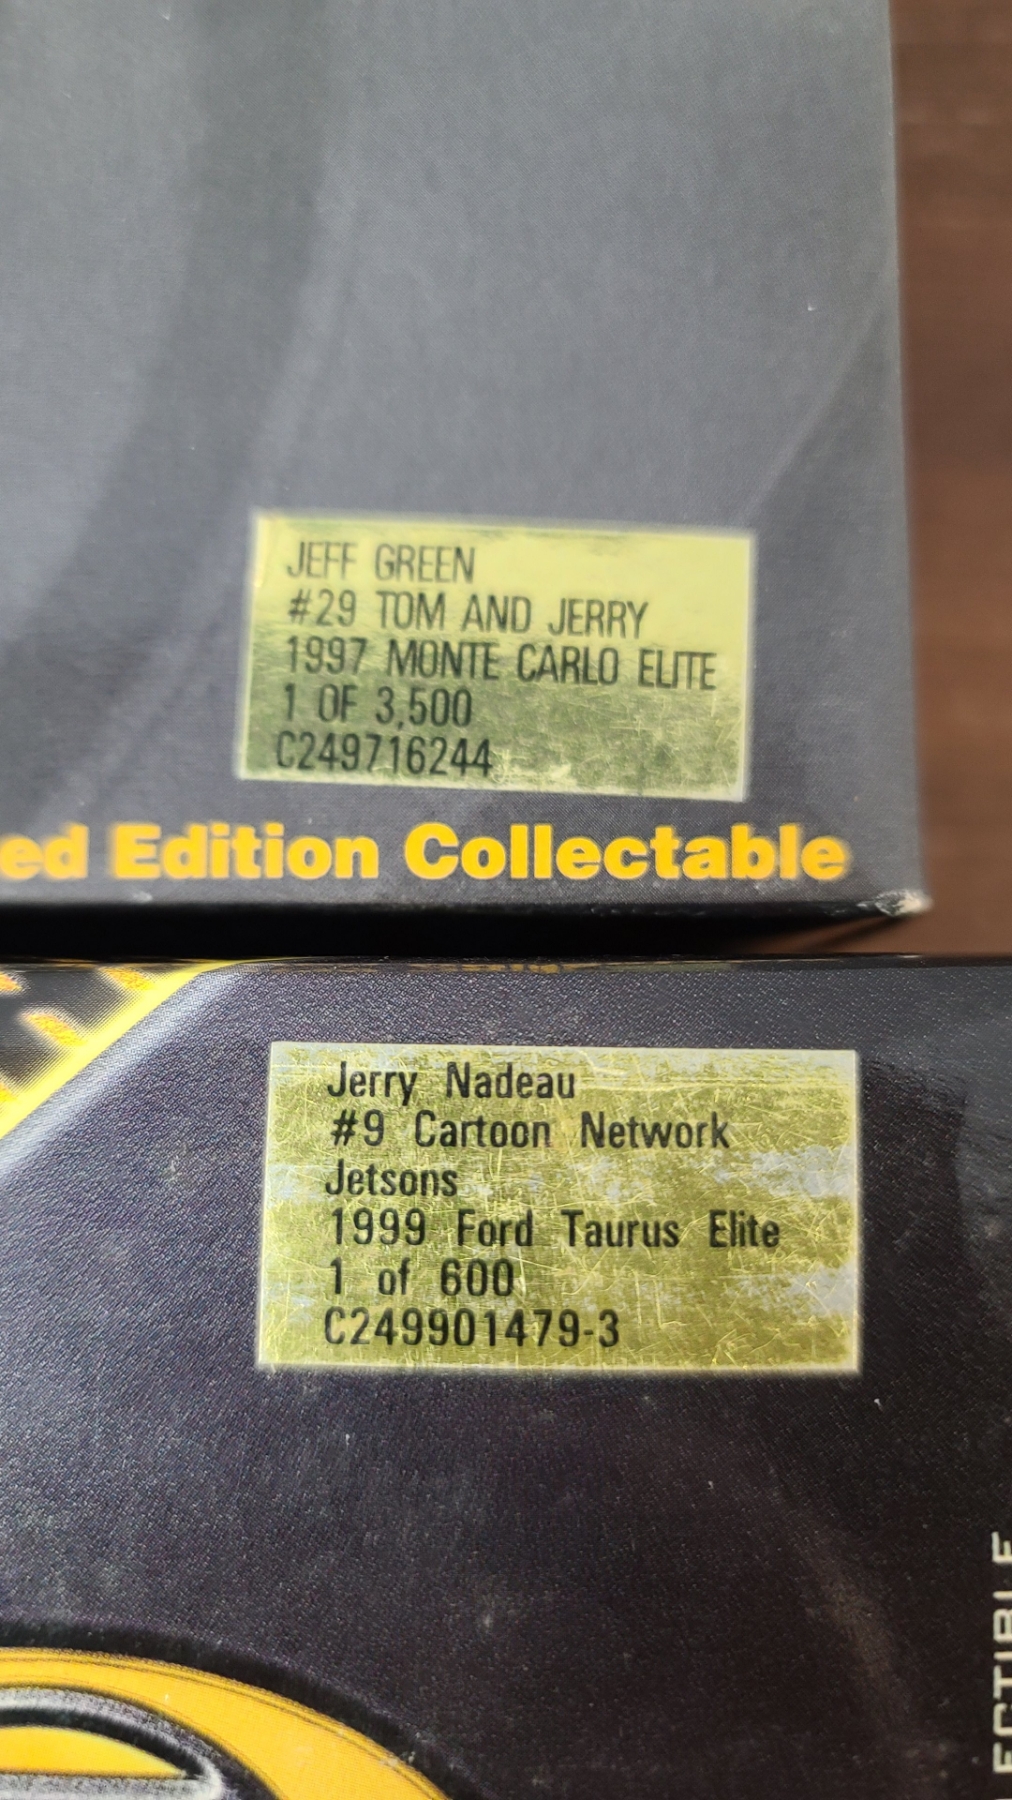 JEFF GREEN
#29 TOM AND JERRY
1997 MONTE CARLO ELITE
1 OF 3,500
C249716244
ed Edition Collectable
Jerry Nadeau
#9 Cartoon Network
Jetsons
1999 Ford Taurus Elite
1 of 600
C249901479-3
ECTIBLE